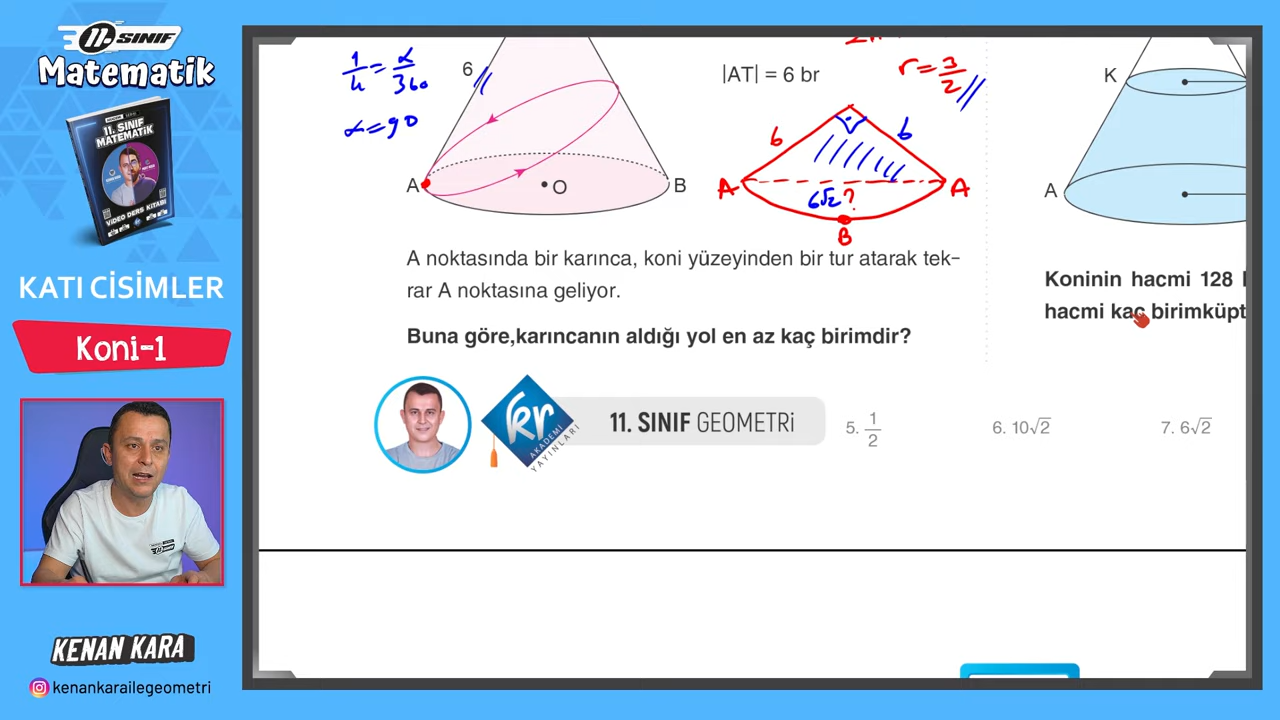 11. SINIF
Matematik
11. SINIF
MATEMATİK
VİDEO DERS KİTABI
KATI CİSİMLER
Koni-1
KENAN KARA
kenankarailegeometri
1/4 = α/360
α=90
6
A
O
B
|AT| = 6 br
r = 3/2
6
6
A
A
6√2 ?
B
A noktasında bir karınca, koni yüzeyinden bir tur atarak tek-
rar A noktasına geliyor.
Buna göre,karıncanın aldığı yol en az kaç birimdir?
K
A
Koninin hacmi 128
hacmi kaç birimküpt
kr
AKADEMİ
YAYINLARI
11. SINIF GEOMETRİ
5. 1/2
6. 10√2
7. 6√2